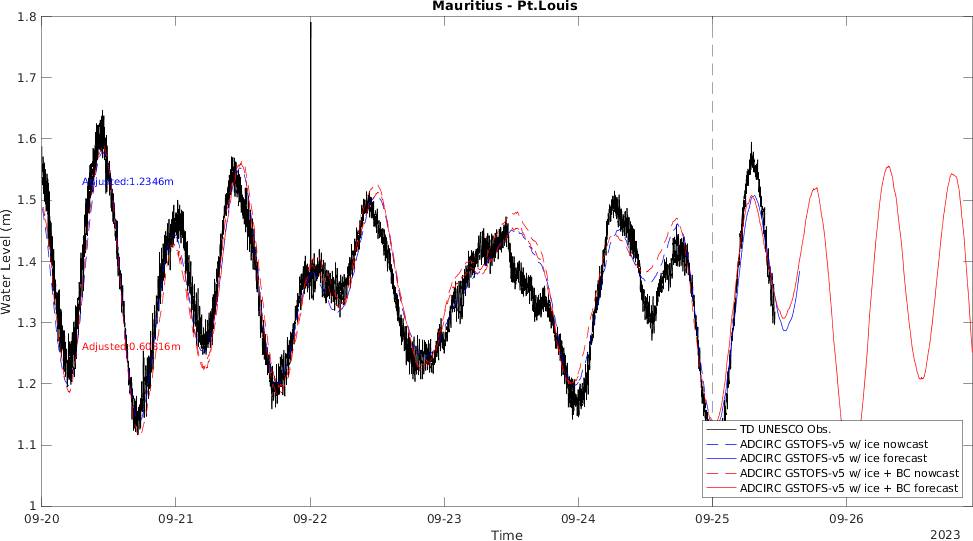 Mauritius - Pt.Louis
1.8
1.7
1.6
1.5
1.4
1.3
1.2
1.1
1
Water Level (m)
Adjusted:1.2346m
Adjusted:0.60816m
TD UNESCO Obs.
ADCIRC GSTOFS-v5 w/ ice nowcast
ADCIRC GSTOFS-v5 w/ ice forecast
ADCIRC GSTOFS-v5 w/ ice + BC nowcast
ADCIRC GSTOFS-v5 w/ ice + BC forecast
09-20 09-21 09-22 09-23 09-24 09-25 09-26
Time
2023